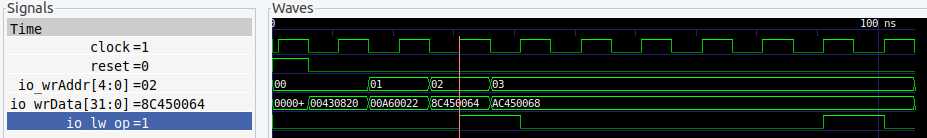 Signals
Waves
Time
0
100 ns
clock=1
reset=0
io_wrAddr[4:0]=02
00
01
02
03
io_wrData[31:0]=8C450064
0000+
00430820
00A60022
8C450064
AC450068
io_lw_op=1